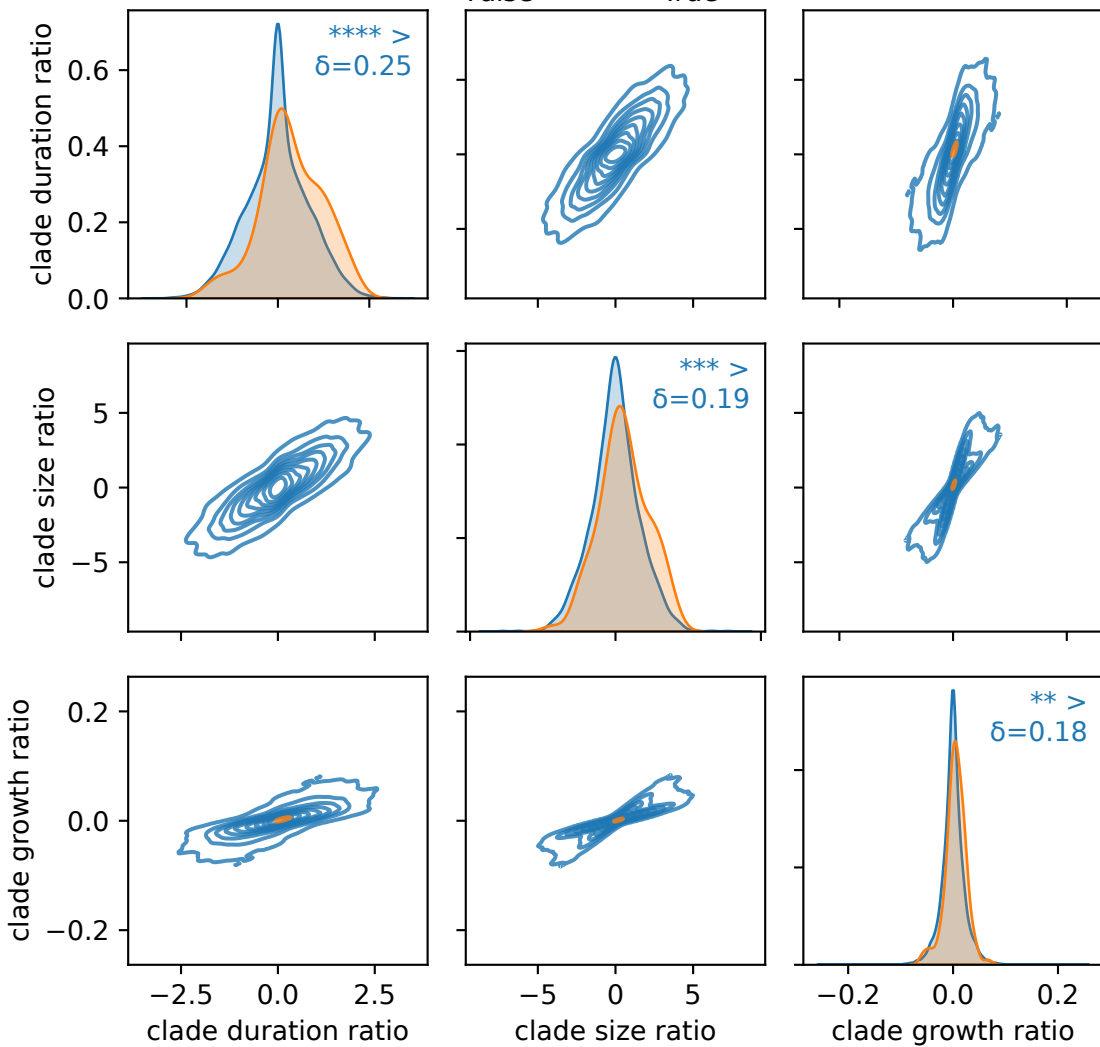 False True
clade duration ratio
0.6
0.4
0.2
0.0
**** >
δ=0.25
clade size ratio
5
0
−5
*** >
δ=0.19
clade growth ratio
0.2
0.0
−0.2
** >
δ=0.18
−2.5 0.0 2.5
−5 0 5
−0.2 0.0 0.2
clade duration ratio
clade size ratio
clade growth ratio